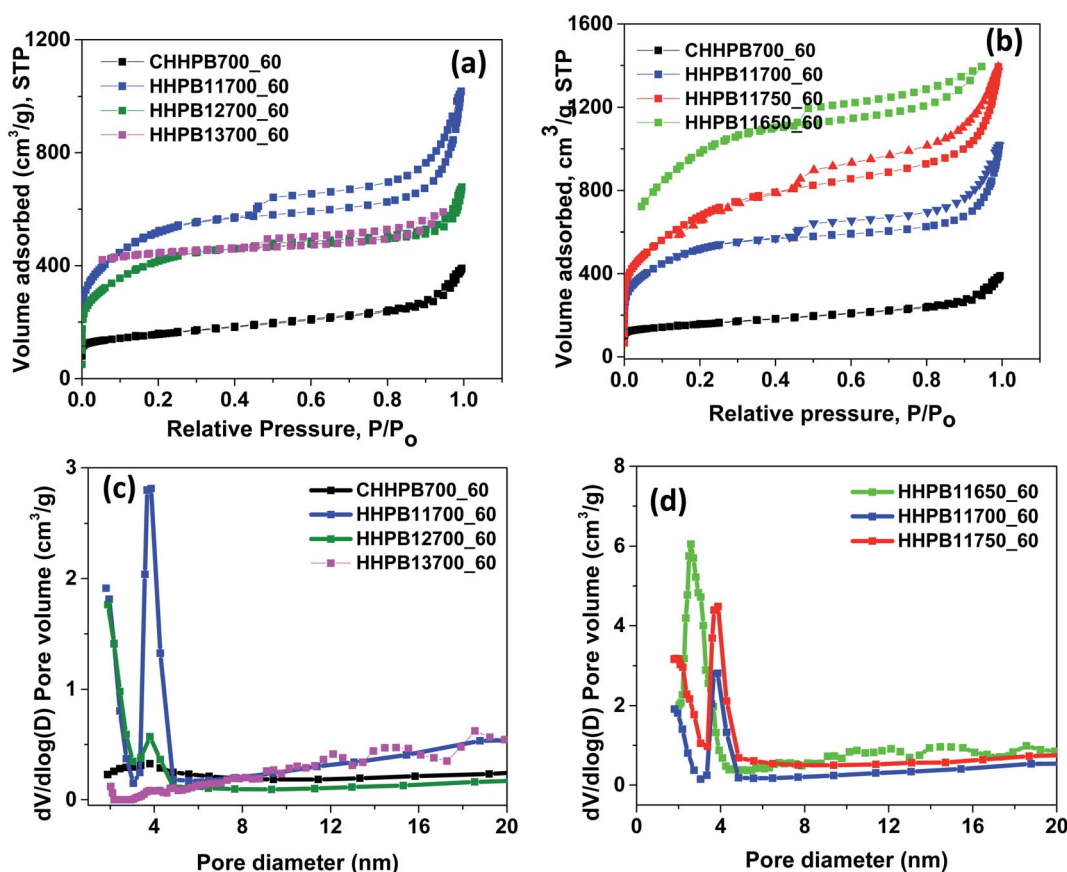 (a)
CHHPB700_60
HHPB11700_60
HHPB12700_60
HHPB13700_60
Volume adsorbed (cm³/g), STP
1200
800
400
0
0.0 0.2 0.4 0.6 0.8 1.0
Relative Pressure, P/Po
(b)
CHHPB700_60
HHPB11700_60
HHPB11750_60
HHPB11650_60
Volume adsorbed, cm³/g, STP
1600
1200
800
400
0
0.0 0.2 0.4 0.6 0.8 1.0
Relative pressure, P/Po
(c)
CHHPB700_60
HHPB11700_60
HHPB12700_60
HHPB13700_60
dV/dlog(D) Pore volume (cm³/g)
3
2
1
0
4 8 12 16 20
Pore diameter (nm)
(d)
HHPB11650_60
HHPB11700_60
HHPB11750_60
dV/dlog(D) Pore volume (cm³/g)
8
6
4
2
0
0 4 8 12 16 20
Pore diameter (nm)